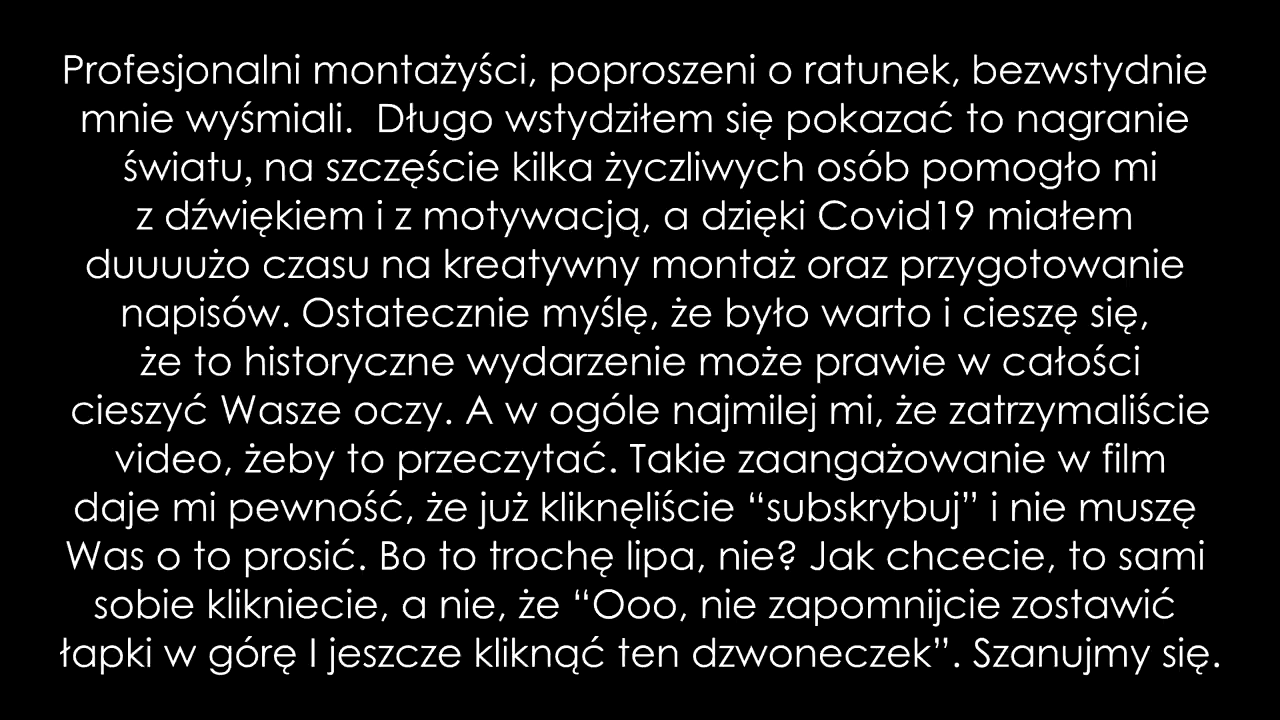 Profesjonalni montażyści, poproszeni o ratunek, bezwstydnie
mnie wyśmiali.  Długo wstydziłem się pokazać to nagranie
światu, na szczęście kilka życzliwych osób pomogło mi
z dźwiękiem i z motywacją, a dzięki Covid19 miałem
duuuużo czasu na kreatywny montaż oraz przygotowanie
napisów. Ostatecznie myślę, że było warto i cieszę się,
że to historyczne wydarzenie może prawie w całości
cieszyć Wasze oczy. A w ogóle najmilej mi, że zatrzymaliście
video, żeby to przeczytać. Takie zaangażowanie w film
daje mi pewność, że już kliknęliście “subskrybuj” i nie muszę
Was o to prosić. Bo to trochę lipa, nie? Jak chcecie, to sami
sobie klikniecie, a nie, że “Ooo, nie zapomnijcie zostawić
łapki w górę I jeszcze kliknąć ten dzwoneczek”. Szanujmy się.